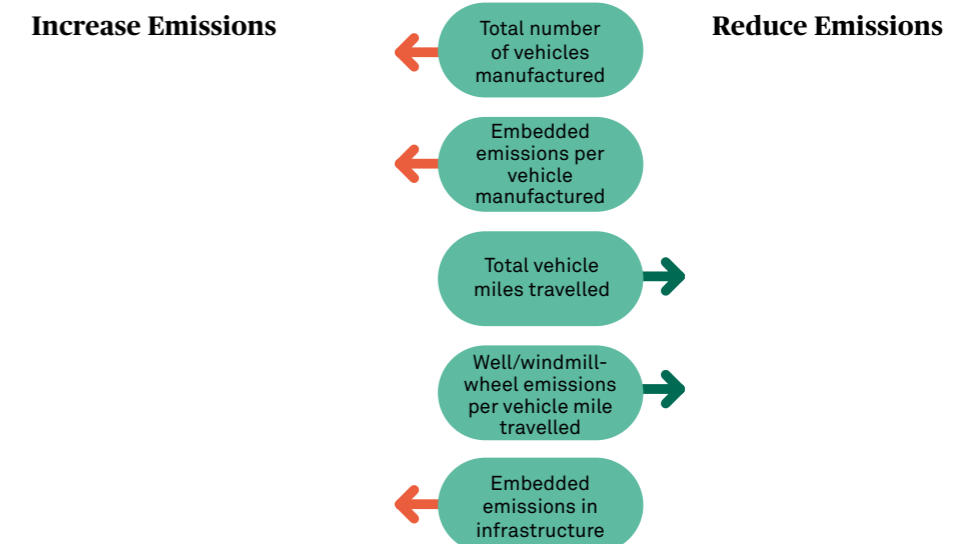 Increase Emissions
Reduce Emissions
Total number
of vehicles
manufactured
Embedded
emissions per
vehicle
manufactured
Total vehicle
miles travelled
Well/windmill-
wheel emissions
per vehicle mile
travelled
Embedded
emissions in
infrastructure